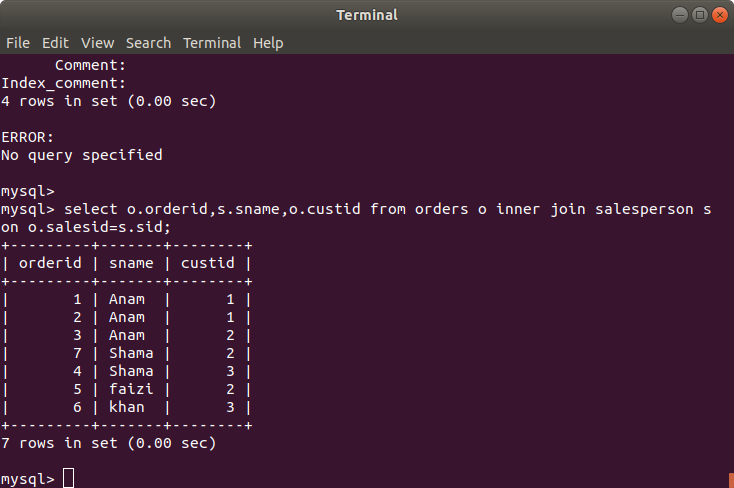 Terminal
File Edit View Search Terminal Help
      Comment:
Index_comment:
4 rows in set (0.00 sec)

ERROR:
No query specified

mysql>
mysql> select o.orderid,s.sname,o.custid from orders o inner join salesperson s
on o.salesid=s.sid;
+---------+-------+--------+
| orderid | sname | custid |
+---------+-------+--------+
|       1 | Anam  |      1 |
|       2 | Anam  |      1 |
|       3 | Anam  |      2 |
|       7 | Shama |      2 |
|       4 | Shama |      3 |
|       5 | faizi |      2 |
|       6 | khan  |      3 |
+---------+-------+--------+
7 rows in set (0.00 sec)

mysql>